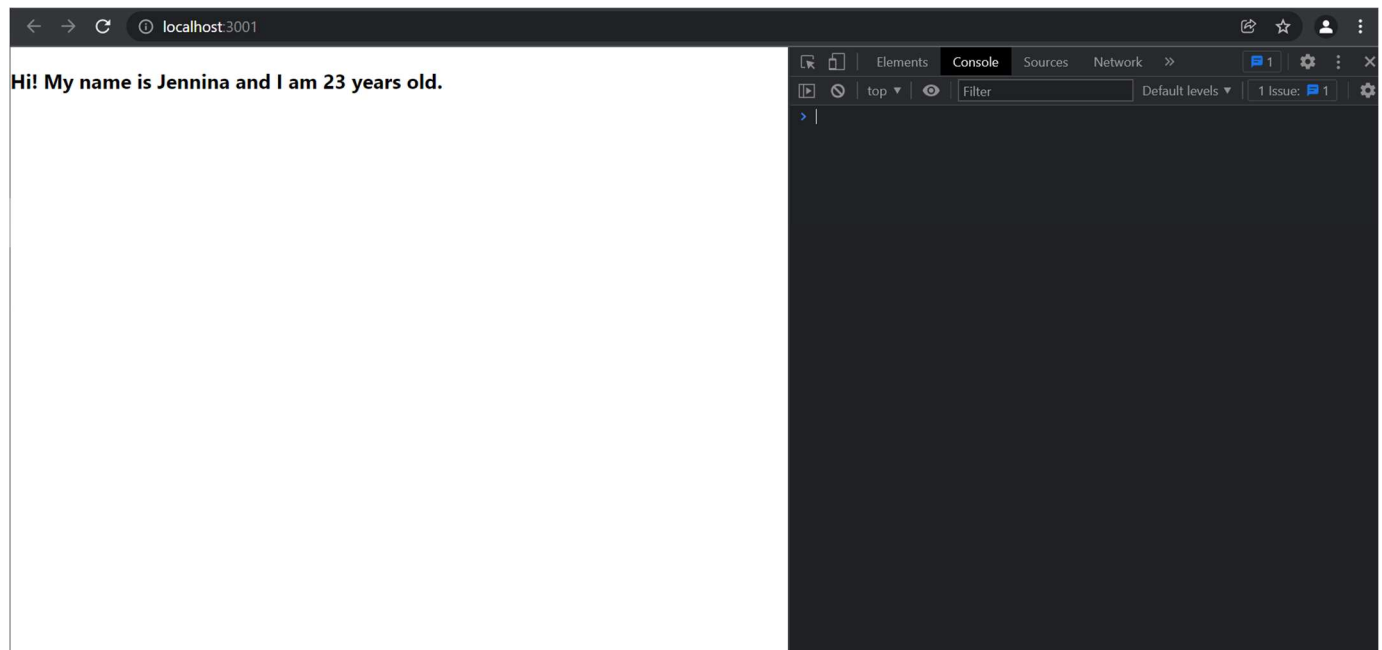 localhost:3001
Hi! My name is Jennina and I am 23 years old.
Elements Console Sources Network » 1
top ▼ Filter Default levels ▼ 1 Issue: 1
>